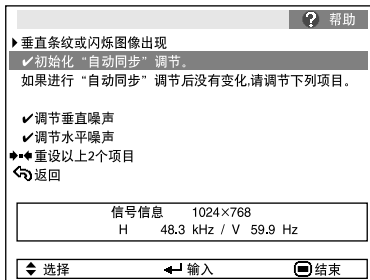 ? 帮助
垂直条纹或闪烁图像出现
✔初始化“自动同步”调节。
如果进行“自动同步”调节后没有变化,请调节下列项目。
✔调节垂直噪声
✔调节水平噪声
重设以上2个项目
返回
信号信息 1024×768
H 48.3 kHz / V 59.9 Hz
选择 输入 结束